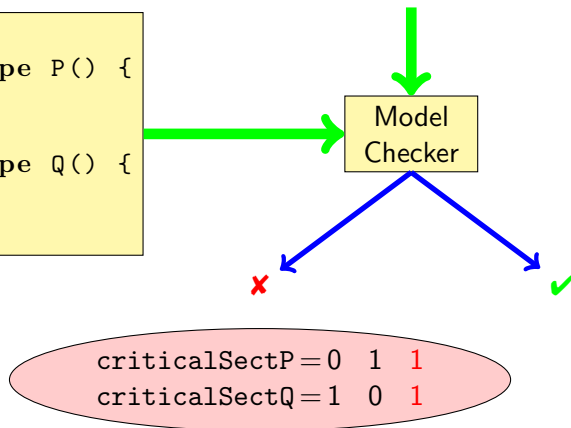 pe P() {
Model
Checker
pe Q() {
✘ ✔
criticalSectP=0 1 1
criticalSectQ=1 0 1